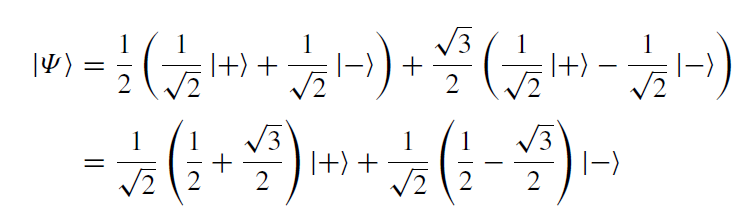 |Ψ⟩ = 1/2 (1/√2 |+⟩ + 1/√2 |−⟩) + √3/2 (1/√2 |+⟩ − 1/√2 |−⟩)
= 1/√2 (1/2 + √3/2) |+⟩ + 1/√2 (1/2 − √3/2) |−⟩